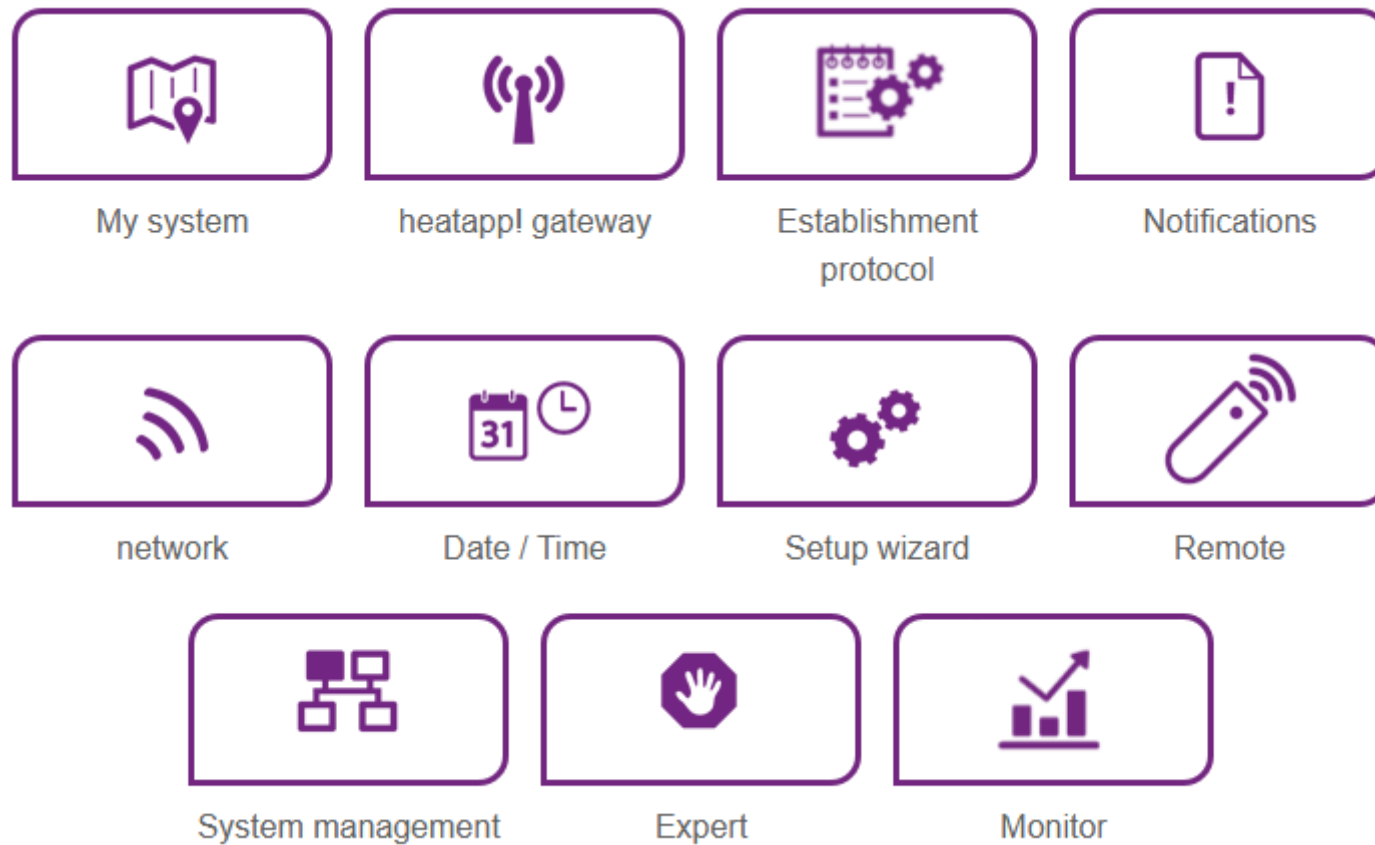 My system
heatapp! gateway
Establishment
protocol
Notifications
31
network
Date / Time
Setup wizard
Remote
System management
Expert
Monitor